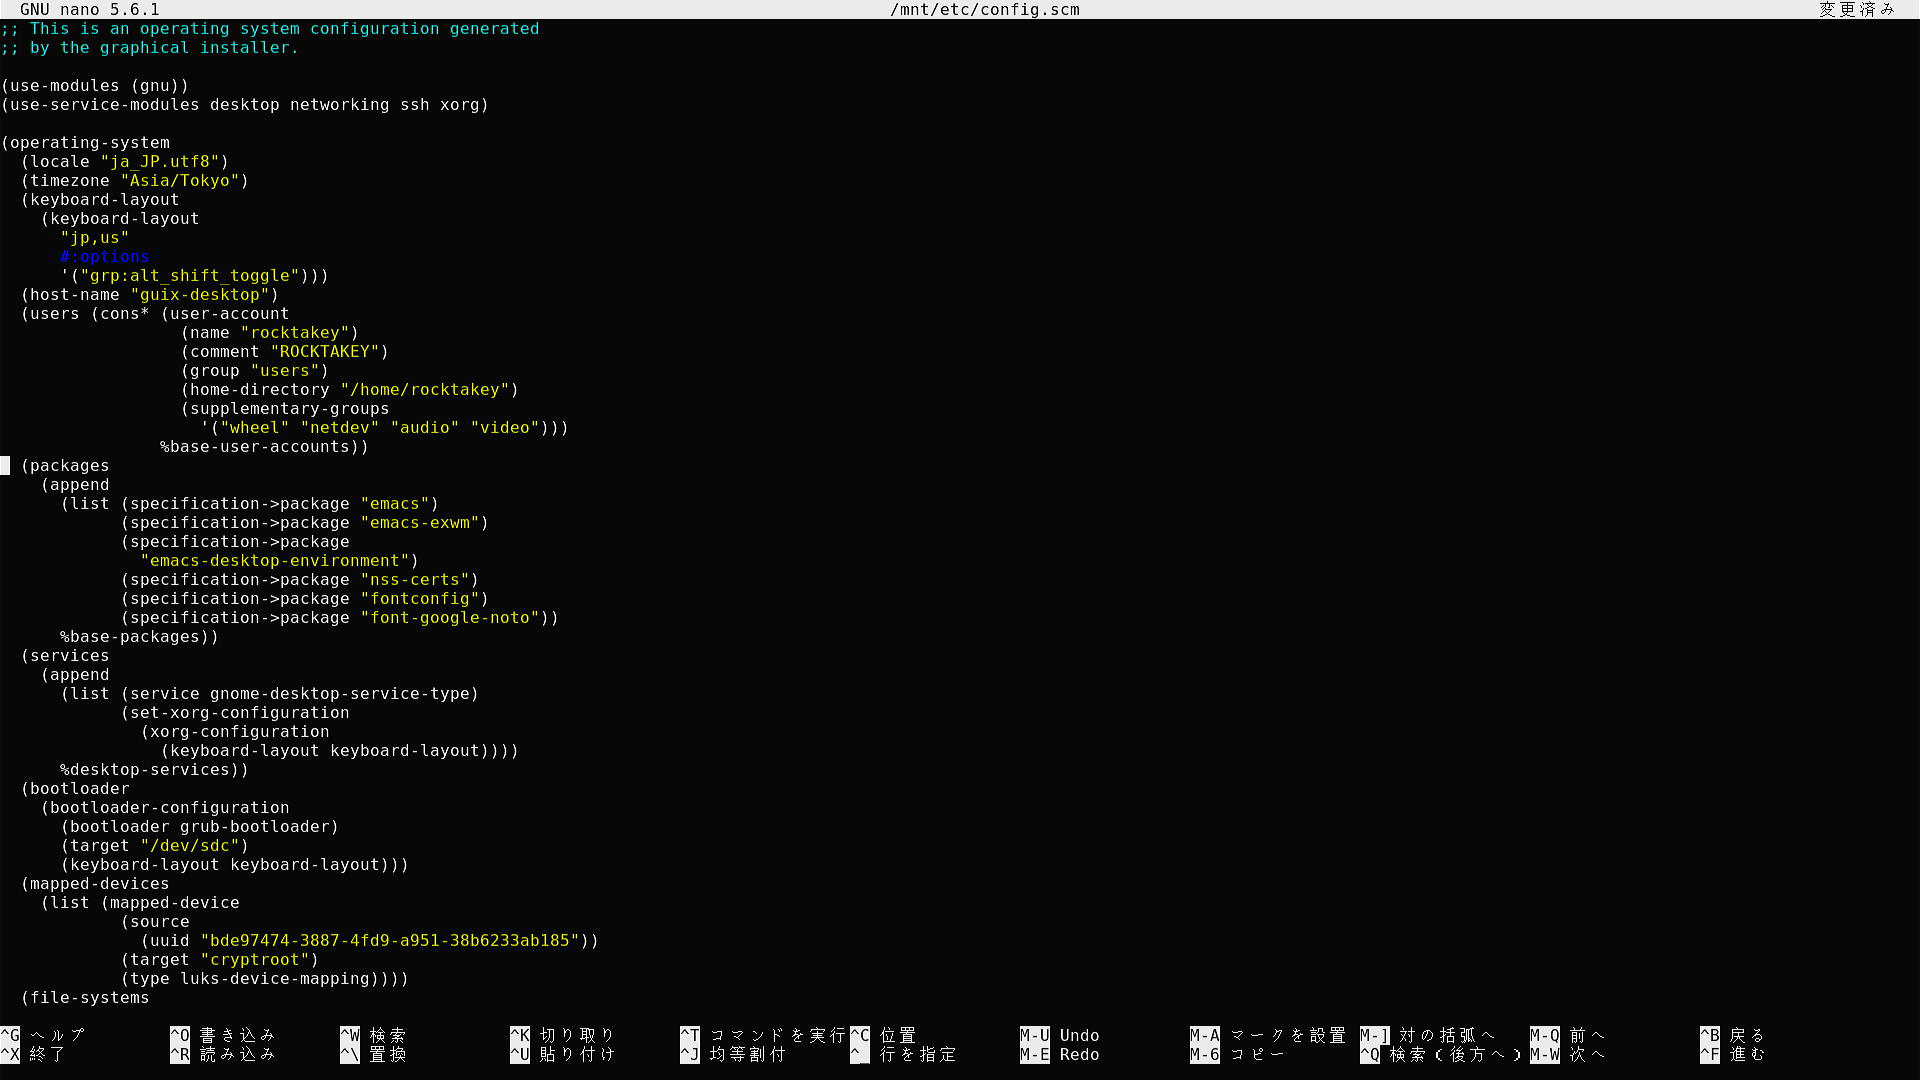 GNU nano 5.6.1 /mnt/etc/config.scm 変更済み
;; This is an operating system configuration generated
;; by the graphical installer.

(use-modules (gnu))
(use-service-modules desktop networking ssh xorg)

(operating-system
  (locale "ja_JP.utf8")
  (timezone "Asia/Tokyo")
  (keyboard-layout
    (keyboard-layout
      "jp,us"
      #:options
      '("grp:alt_shift_toggle")))
  (host-name "guix-desktop")
  (users (cons* (user-account
                  (name "rocktakey")
                  (comment "ROCKTAKEY")
                  (group "users")
                  (home-directory "/home/rocktakey")
                  (supplementary-groups
                    '("wheel" "netdev" "audio" "video")))
                %base-user-accounts))
  (packages
    (append
      (list (specification->package "emacs")
            (specification->package "emacs-exwm")
            (specification->package
              "emacs-desktop-environment")
            (specification->package "nss-certs")
            (specification->package "fontconfig")
            (specification->package "font-google-noto"))
      %base-packages))
  (services
    (append
      (list (service gnome-desktop-service-type)
            (set-xorg-configuration
              (xorg-configuration
                (keyboard-layout keyboard-layout))))
      %desktop-services))
  (bootloader
    (bootloader-configuration
      (bootloader grub-bootloader)
      (target "/dev/sdc")
      (keyboard-layout keyboard-layout)))
  (mapped-devices
    (list (mapped-device
            (source
              (uuid "bde97474-3887-4fd9-a951-38b6233ab185"))
            (target "cryptroot")
            (type luks-device-mapping))))
  (file-systems
^G ヘルプ ^O 書き込み ^W 検索 ^K 切り取り ^T コマンドを実行 ^C 位置 M-U Undo M-A マークを設置 M-] 対の括弧へ M-Q 前へ ^B 戻る
^X 終了 ^R 読み込み ^\ 置換 ^U 貼り付け ^J 均等割付 ^_ 行を指定 M-E Redo M-6 コピー ^Q 検索(後方へ) M-W 次へ ^F 進む